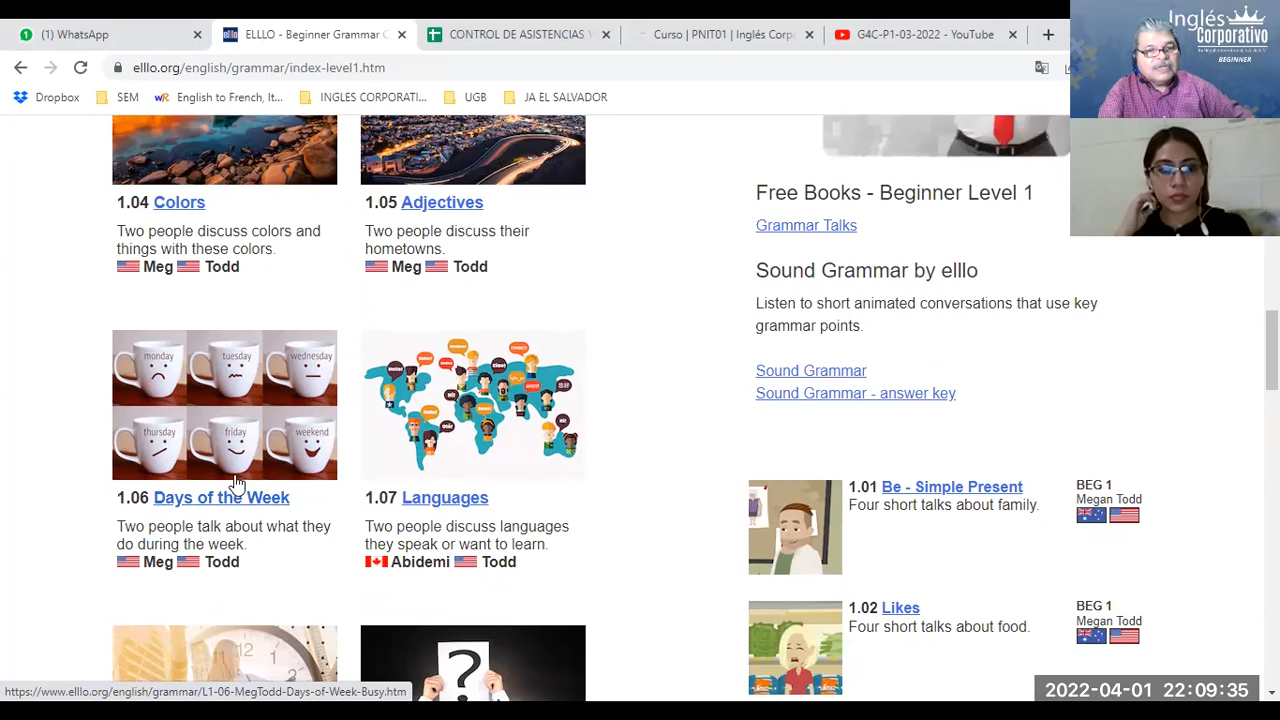 (1) WhatsApp
ELLLO - Beginner Grammar
CONTROL DE ASISTENCIAS
Curso | PNIT01 | Inglés Corp
G4C-P1-03-2022 - YouTube
elllo.org/english/grammar/index-level1.htm
Dropbox
SEM
English to French, It...
INGLES CORPORATI...
UGB
JA EL SALVADOR
Inglés
Corporativo
BEGINNER
1.04 Colors
Two people discuss colors and
things with these colors.
Meg Todd
1.05 Adjectives
Two people discuss their
hometowns.
Meg Todd
monday
tuesday
wednesday
thursday
friday
weekend
1.06 Days of the Week
Two people talk about what they
do during the week.
Meg Todd
1.07 Languages
Two people discuss languages
they speak or want to learn.
Abidemi Todd
?
Free Books - Beginner Level 1
Grammar Talks
Sound Grammar by elllo
Listen to short animated conversations that use key
grammar points.
Sound Grammar
Sound Grammar - answer key
1.01 Be - Simple Present
Four short talks about family.
BEG 1
Megan Todd
1.02 Likes
Four short talks about food.
BEG 1
Megan Todd
https://www.elllo.org/english/grammar/L1-06-MegTodd-Days-of-Week-Busy.htm
2022-04-01 22:09:35